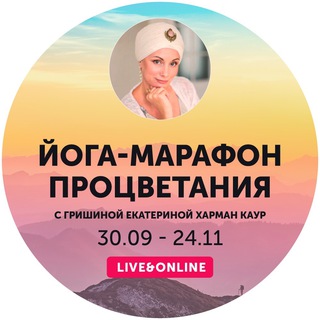 ЙОГА-МАРАФОН
ПРОЦВЕТАНИЯ
С ГРИШИНОЙ ЕКАТЕРИНОЙ ХАРМАН КАУР
30.09 - 24.11
LIVE&ONLINE